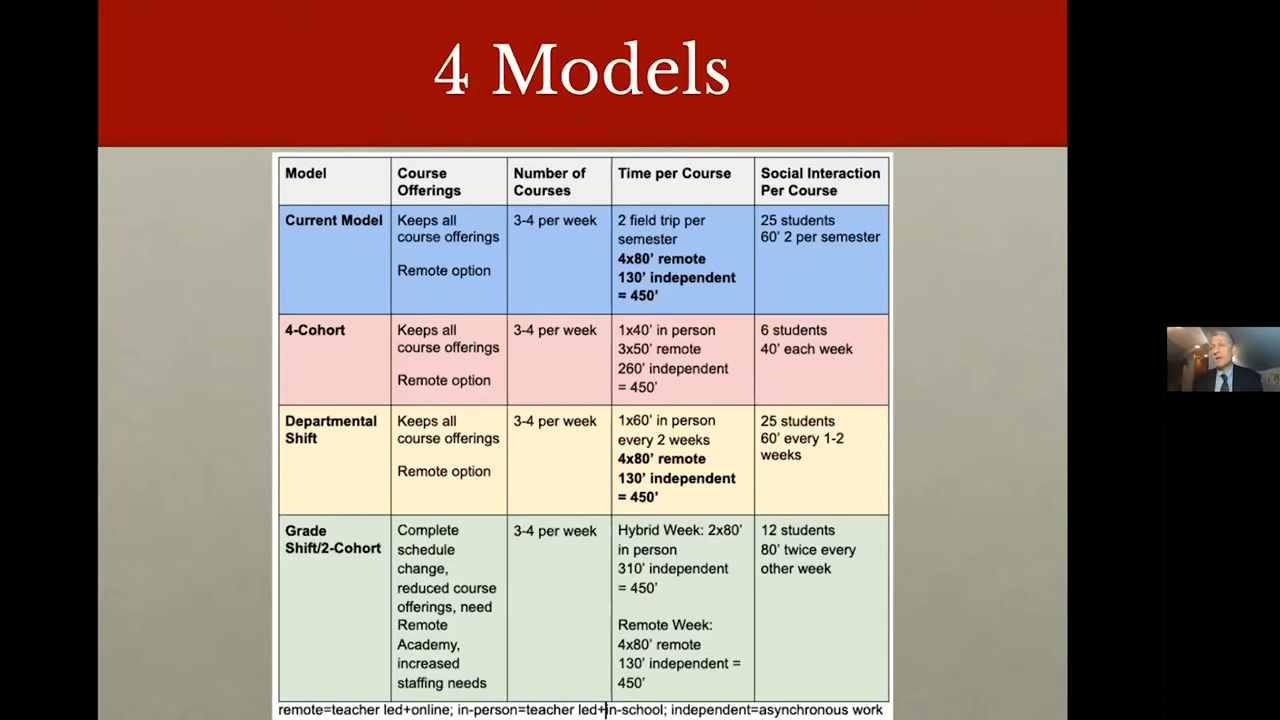 4 Models
Model
Course
Offerings
Number of
Courses
Time per Course
Social Interaction
Per Course
Current Model
Keeps all
course offerings
Remote option
3-4 per week
2 field trip per
semester
4x80’ remote
130’ independent
= 450’
25 students
60’ 2 per semester
4-Cohort
Keeps all
course offerings
Remote option
3-4 per week
1x40’ in person
3x50’ remote
260’ independent
= 450’
6 students
40’ each week
Departmental
Shift
Keeps all
course offerings
Remote option
3-4 per week
1x60’ in person
every 2 weeks
4x80’ remote
130’ independent
= 450’
25 students
60’ every 1-2
weeks
Grade
Shift/2-Cohort
Complete
schedule
change,
reduced course
offerings, need
Remote
Academy,
increased
staffing needs
3-4 per week
Hybrid Week: 2x80’
in person
310’ independent
= 450’
Remote Week:
4x80’ remote
130’ independent =
450’
12 students
80’ twice every
other week
remote=teacher led+online; in-person=teacher led+in-school; independent=asynchronous work